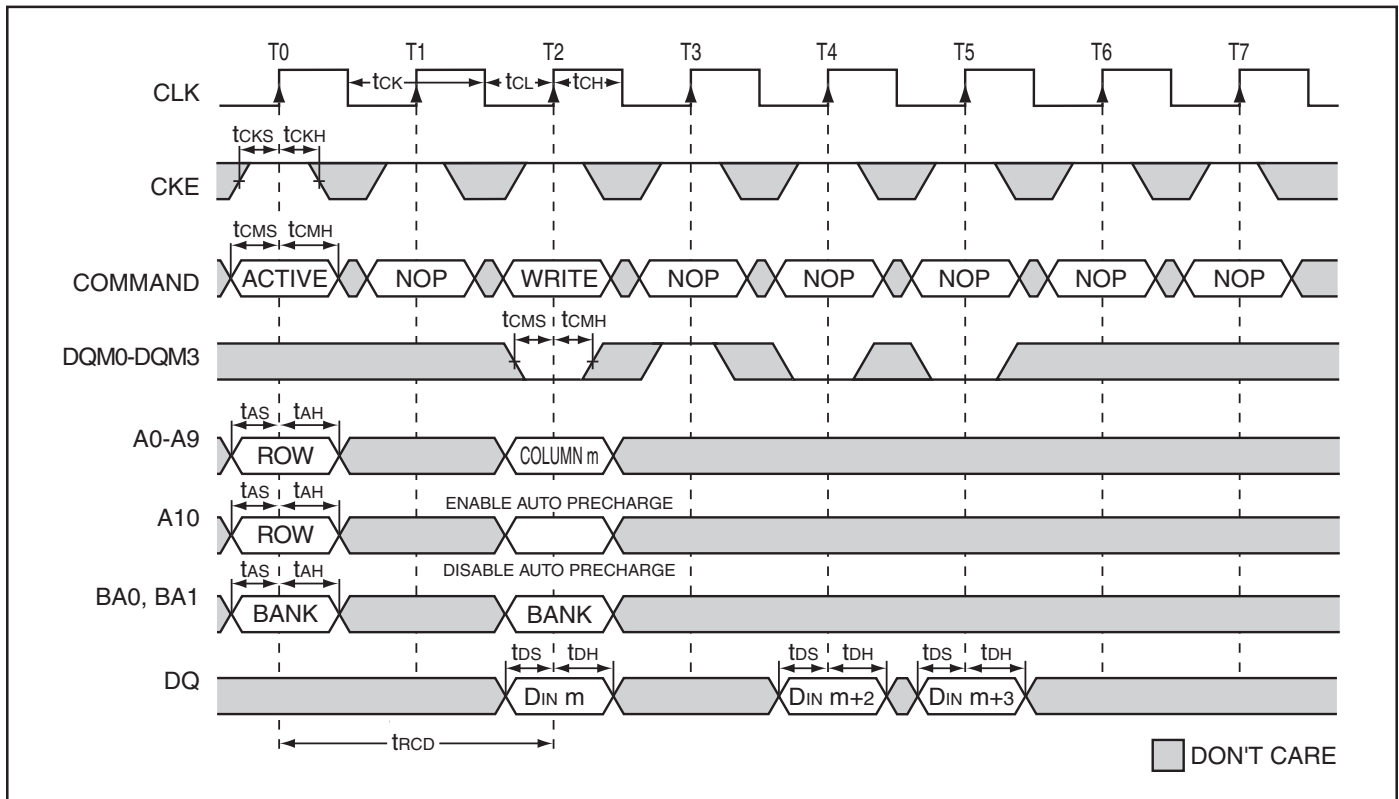 T0 T1 T2 T3 T4 T5 T6 T7
CLK tCK tCL tCH
tCKS tCKH
CKE
tCMS tCMH
COMMAND ACTIVE NOP WRITE NOP NOP NOP NOP NOP
tCMS tCMH
DQM0-DQM3
tAS tAH
A0-A9 ROW COLUMN m
tAS tAH ENABLE AUTO PRECHARGE
A10 ROW
tAS tAH DISABLE AUTO PRECHARGE
BA0, BA1 BANK BANK
tDS tDH tDS tDH tDS tDH
DQ DIN m DIN m+2 DIN m+3
tRCD
DON'T CARE